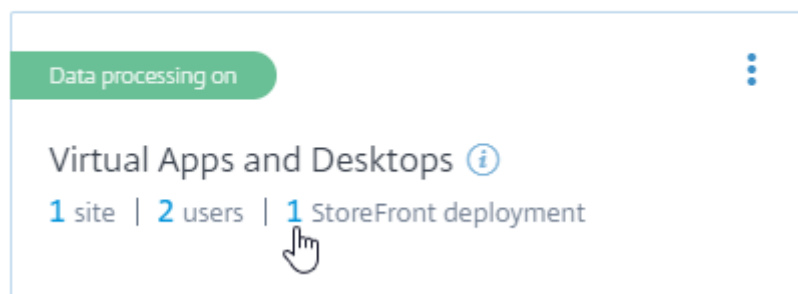 Data processing on
Virtual Apps and Desktops i
1 site | 2 users | 1 StoreFront deployment